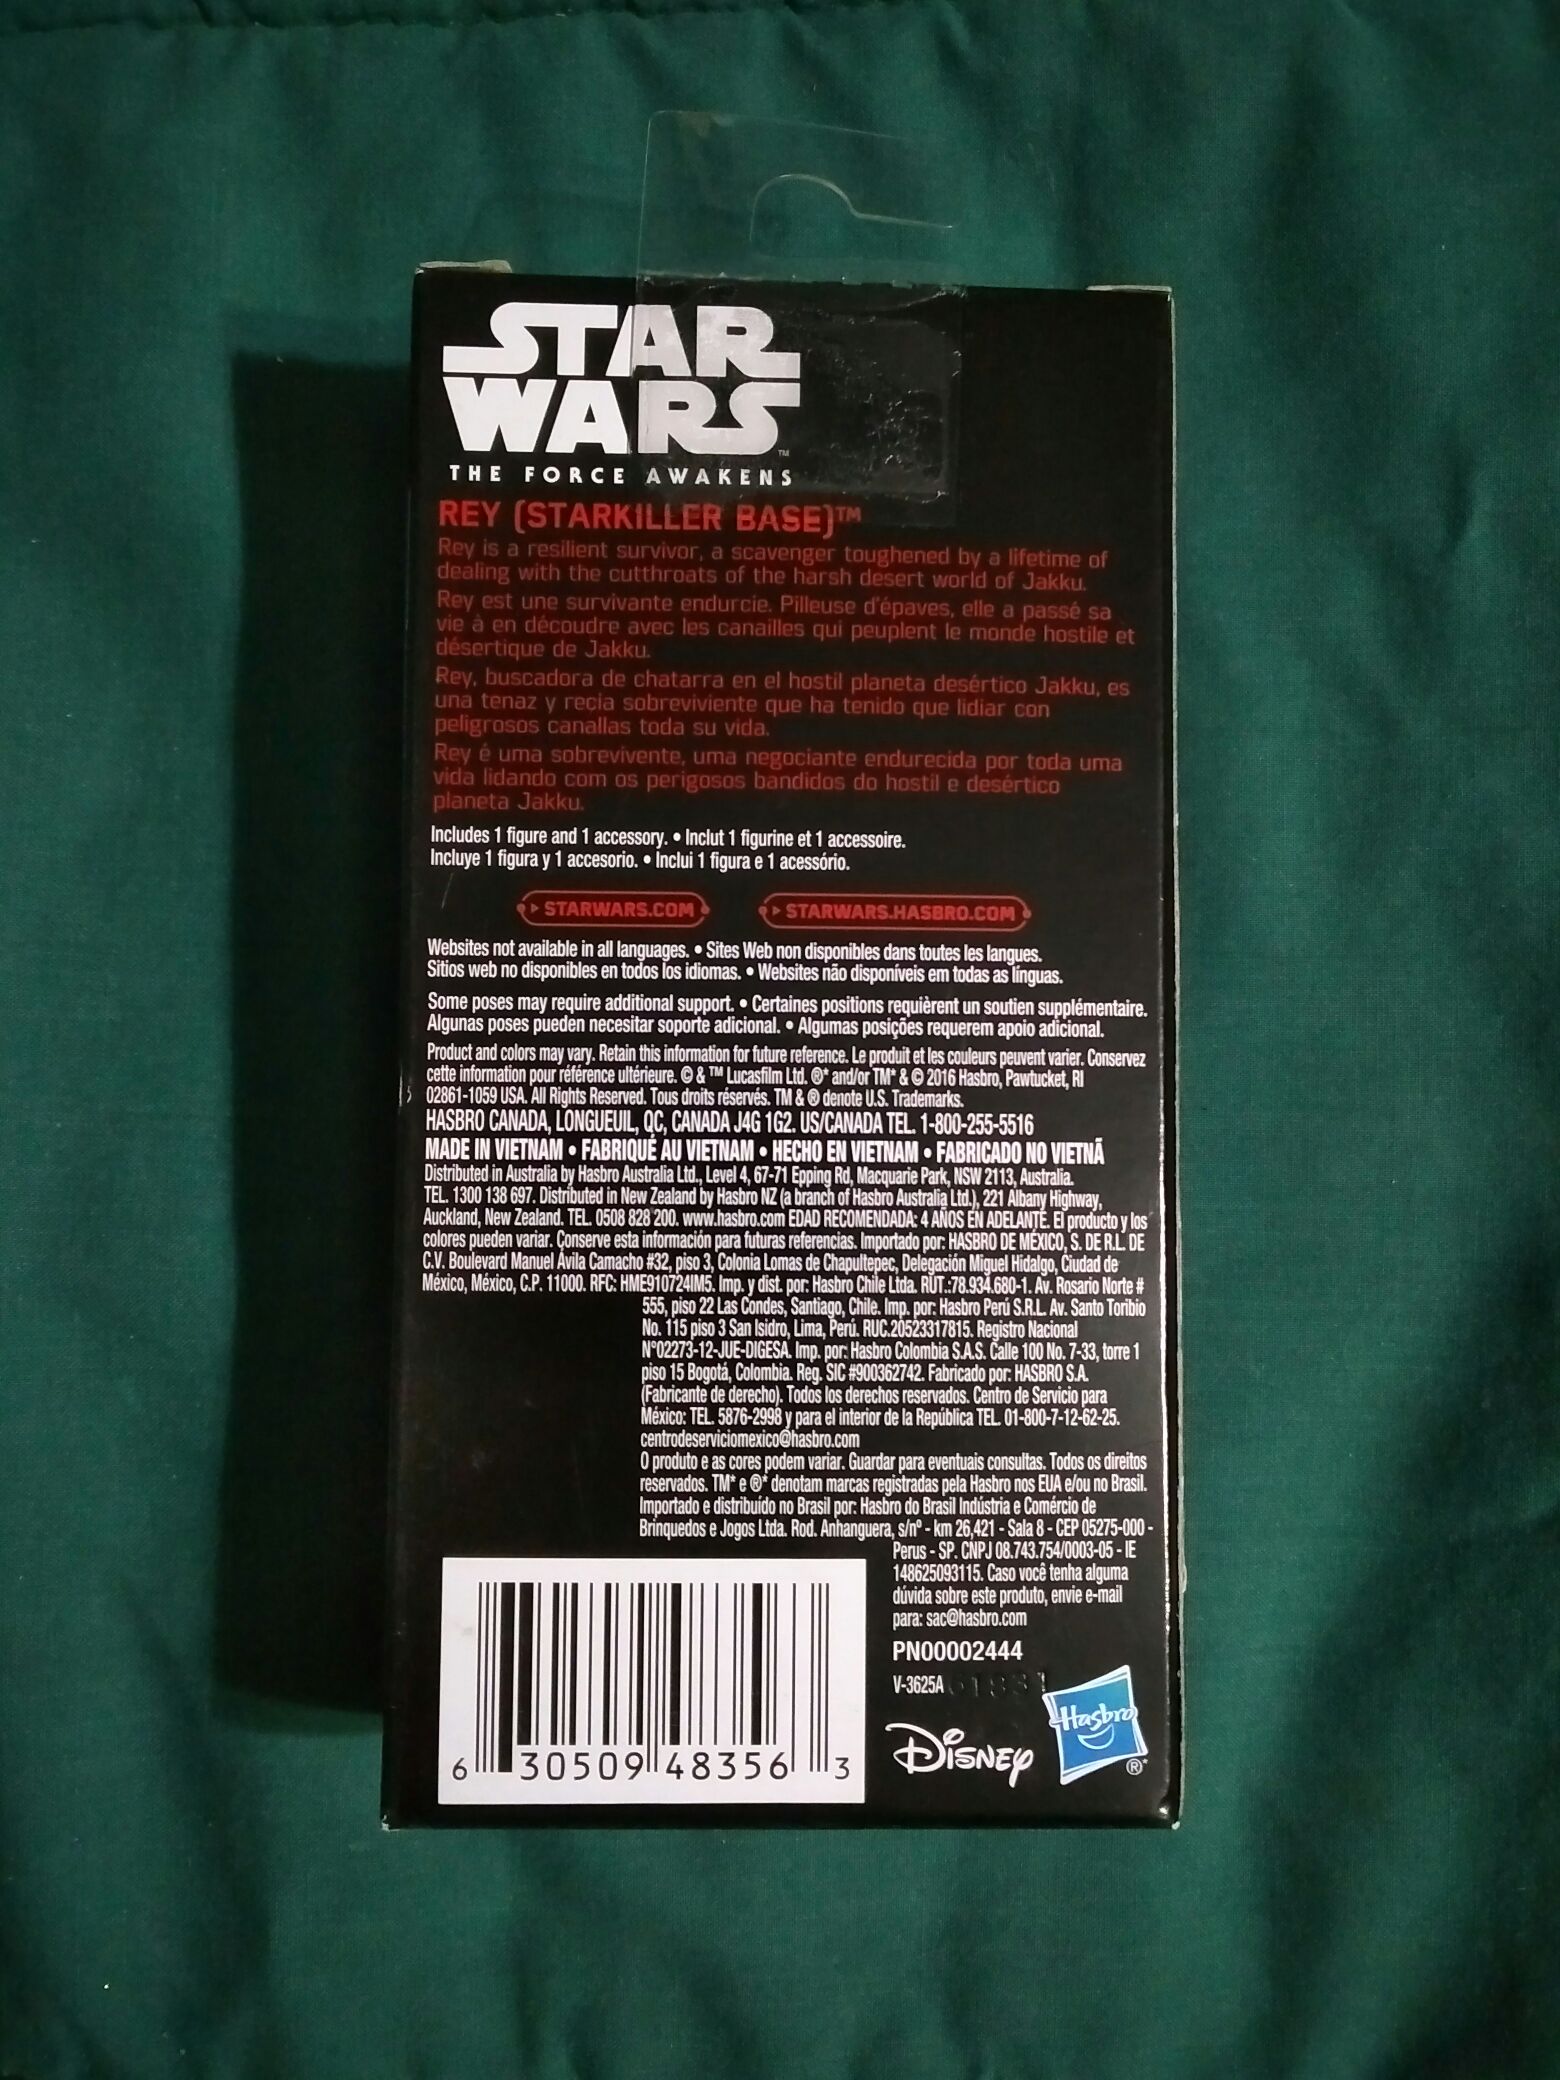 STAR
WARS™
THE FORCE AWAKENS
REY (STARKILLER BASE)™
Rey is a resilient survivor, a scavenger toughened by a lifetime of
dealing with the cutthroats of the harsh desert world of Jakku.
Rey est une survivante endurcie. Pilleuse d'épaves, elle a passé sa
vie à en découdre avec les canailles qui peuplent le monde hostile et
désertique de Jakku.
Rey, buscadora de chatarra en el hostil planeta desértico Jakku, es
una tenaz y recia sobreviviente que ha tenido que lidiar con
peligrosos canallas toda su vida.
Rey é uma sobrevivente, uma negociante endurecida por toda uma
vida lidando com os perigosos bandidos do hostil e desértico
planeta Jakku.
Includes 1 figure and 1 accessory. • Inclut 1 figurine et 1 accessoire.
Incluye 1 figura y 1 accesorio. • Inclui 1 figura e 1 acessório.
STARWARS.COM STARWARS.HASBRO.COM
Websites not available in all languages. • Sites Web non disponibles dans toutes les langues.
Sitios web no disponibles en todos los idiomas. • Websites não disponíveis em todas as línguas.
Some poses may require additional support. • Certaines positions requièrent un soutien supplémentaire.
Algunas poses pueden necesitar soporte adicional. • Algumas posições requerem apoio adicional.
Product and colors may vary. Retain this information for future reference. Le produit et les couleurs peuvent varier. Conservez
cette information pour référence ultérieure. © & ™ Lucasfilm Ltd. ®* and/or TM* & © 2016 Hasbro, Pawtucket, RI
02861-1059 USA. All Rights Reserved. Tous droits réservés. TM & ® denote U.S. Trademarks.
HASBRO CANADA, LONGUEUIL, QC, CANADA J4G 1G2. US/CANADA TEL. 1-800-255-5516
MADE IN VIETNAM • FABRIQUÉ AU VIETNAM • HECHO EN VIETNAM • FABRICADO NO VIETNÃ
Distributed in Australia by Hasbro Australia Ltd., Level 4, 67-71 Epping Rd, Macquarie Park, NSW 2113, Australia.
TEL. 1300 138 697. Distributed in New Zealand by Hasbro NZ (a branch of Hasbro Australia Ltd.), 221 Albany Highway,
Auckland, New Zealand. TEL. 0508 828 200. www.hasbro.com EDAD RECOMENDADA: 4 AÑOS EN ADELANTE. El producto y los
colores pueden variar. Conserve esta información para futuras referencias. Importado por: HASBRO DE MÉXICO, S. DE R.L. DE
C.V. Boulevard Manuel Ávila Camacho #32, piso 3, Colonia Lomas de Chapultepec, Delegación Miguel Hidalgo, Ciudad de
México, México, C.P. 11000. RFC: HME910724IM5. Imp. y dist. por: Hasbro Chile Ltda. RUT.:78.934.680-1. Av. Rosario Norte #
555, piso 22 Las Condes, Santiago, Chile. Imp. por: Hasbro Perú S.R.L. Av. Santo Toribio
No. 115 piso 3 San Isidro, Lima, Perú. RUC.20523317815. Registro Nacional
N°02273-12-JUE-DIGESA. Imp. por: Hasbro Colombia S.A.S. Calle 100 No. 7-33, torre 1
piso 15 Bogotá, Colombia. Reg. SIC #900362742. Fabricado por: HASBRO S.A.
(Fabricante de derecho). Todos los derechos reservados. Centro de Servicio para
México: TEL. 5876-2998 y para el interior de la República TEL. 01-800-7-12-62-25.
centrodeserviciomexico@hasbro.com
O produto e as cores podem variar. Guardar para eventuais consultas. Todos os direitos
reservados. TM* e ®* denotam marcas registradas pela Hasbro nos EUA e/ou no Brasil.
Importado e distribuído no Brasil por: Hasbro do Brasil Indústria e Comércio de
Brinquedos e Jogos Ltda. Rod. Anhanguera, s/nº - km 26,421 - Sala 8 - CEP 05275-000 -
Perus - SP. CNPJ 08.743.754/0003-05 - IE
148625093115. Caso você tenha alguma
dúvida sobre este produto, envie e-mail
para: sac@hasbro.com
PN00002444
V-3625A
Hasbro ®*
Disney
6 30509 48356 3